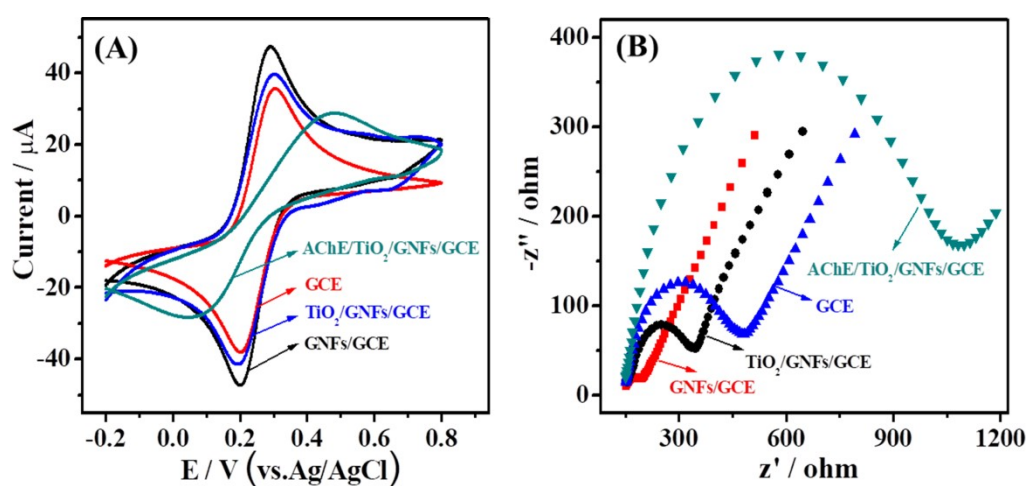 (A)
Current / μA
40
20
0
-20
-40
AChE/TiO₂/GNFs/GCE
GCE
TiO₂/GNFs/GCE
GNFs/GCE
-0.2 0.0 0.2 0.4 0.6 0.8
E / V (vs.Ag/AgCl)
(B)
-z'' / ohm
400
300
200
100
0
AChE/TiO₂/GNFs/GCE
GCE
TiO₂/GNFs/GCE
GNFs/GCE
300 600 900 1200
z' / ohm